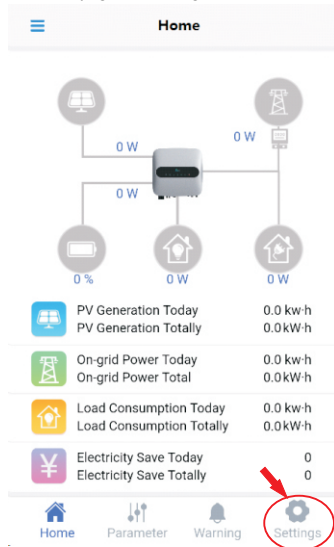 Home
0 W
0 W
0 W
0 %
0 W
0 W
PV Generation Today 0.0 kw·h
PV Generation Totally 0.0kW·h
On-grid Power Today 0.0 kw·h
On-grid Power Total 0.0kW·h
Load Consumption Today 0.0 kw·h
Load Consumption Totally 0.0kW·h
¥
Electricity Save Today 0
Electricity Save Totally 0
Home Parameter Warning Settings